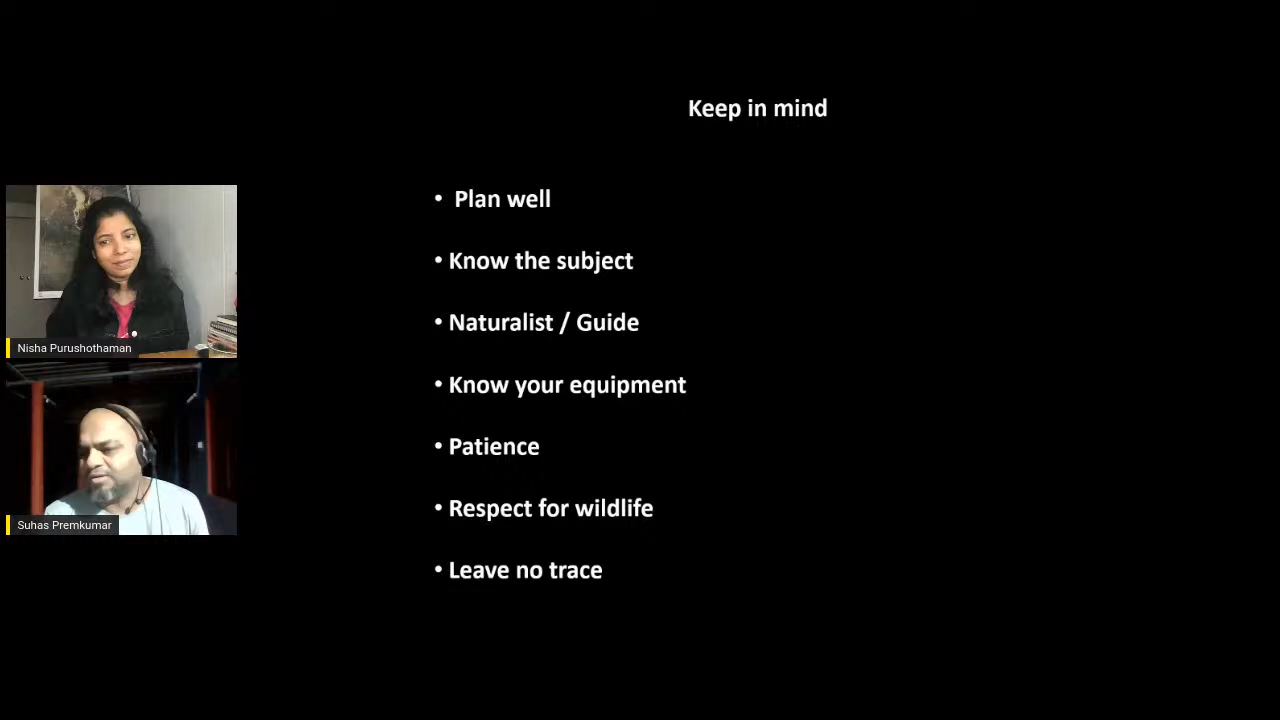 Keep in mind
• Plan well
• Know the subject
• Naturalist / Guide
• Know your equipment
• Patience
• Respect for wildlife
• Leave no trace
Nisha Purushothaman
Suhas Premkumar